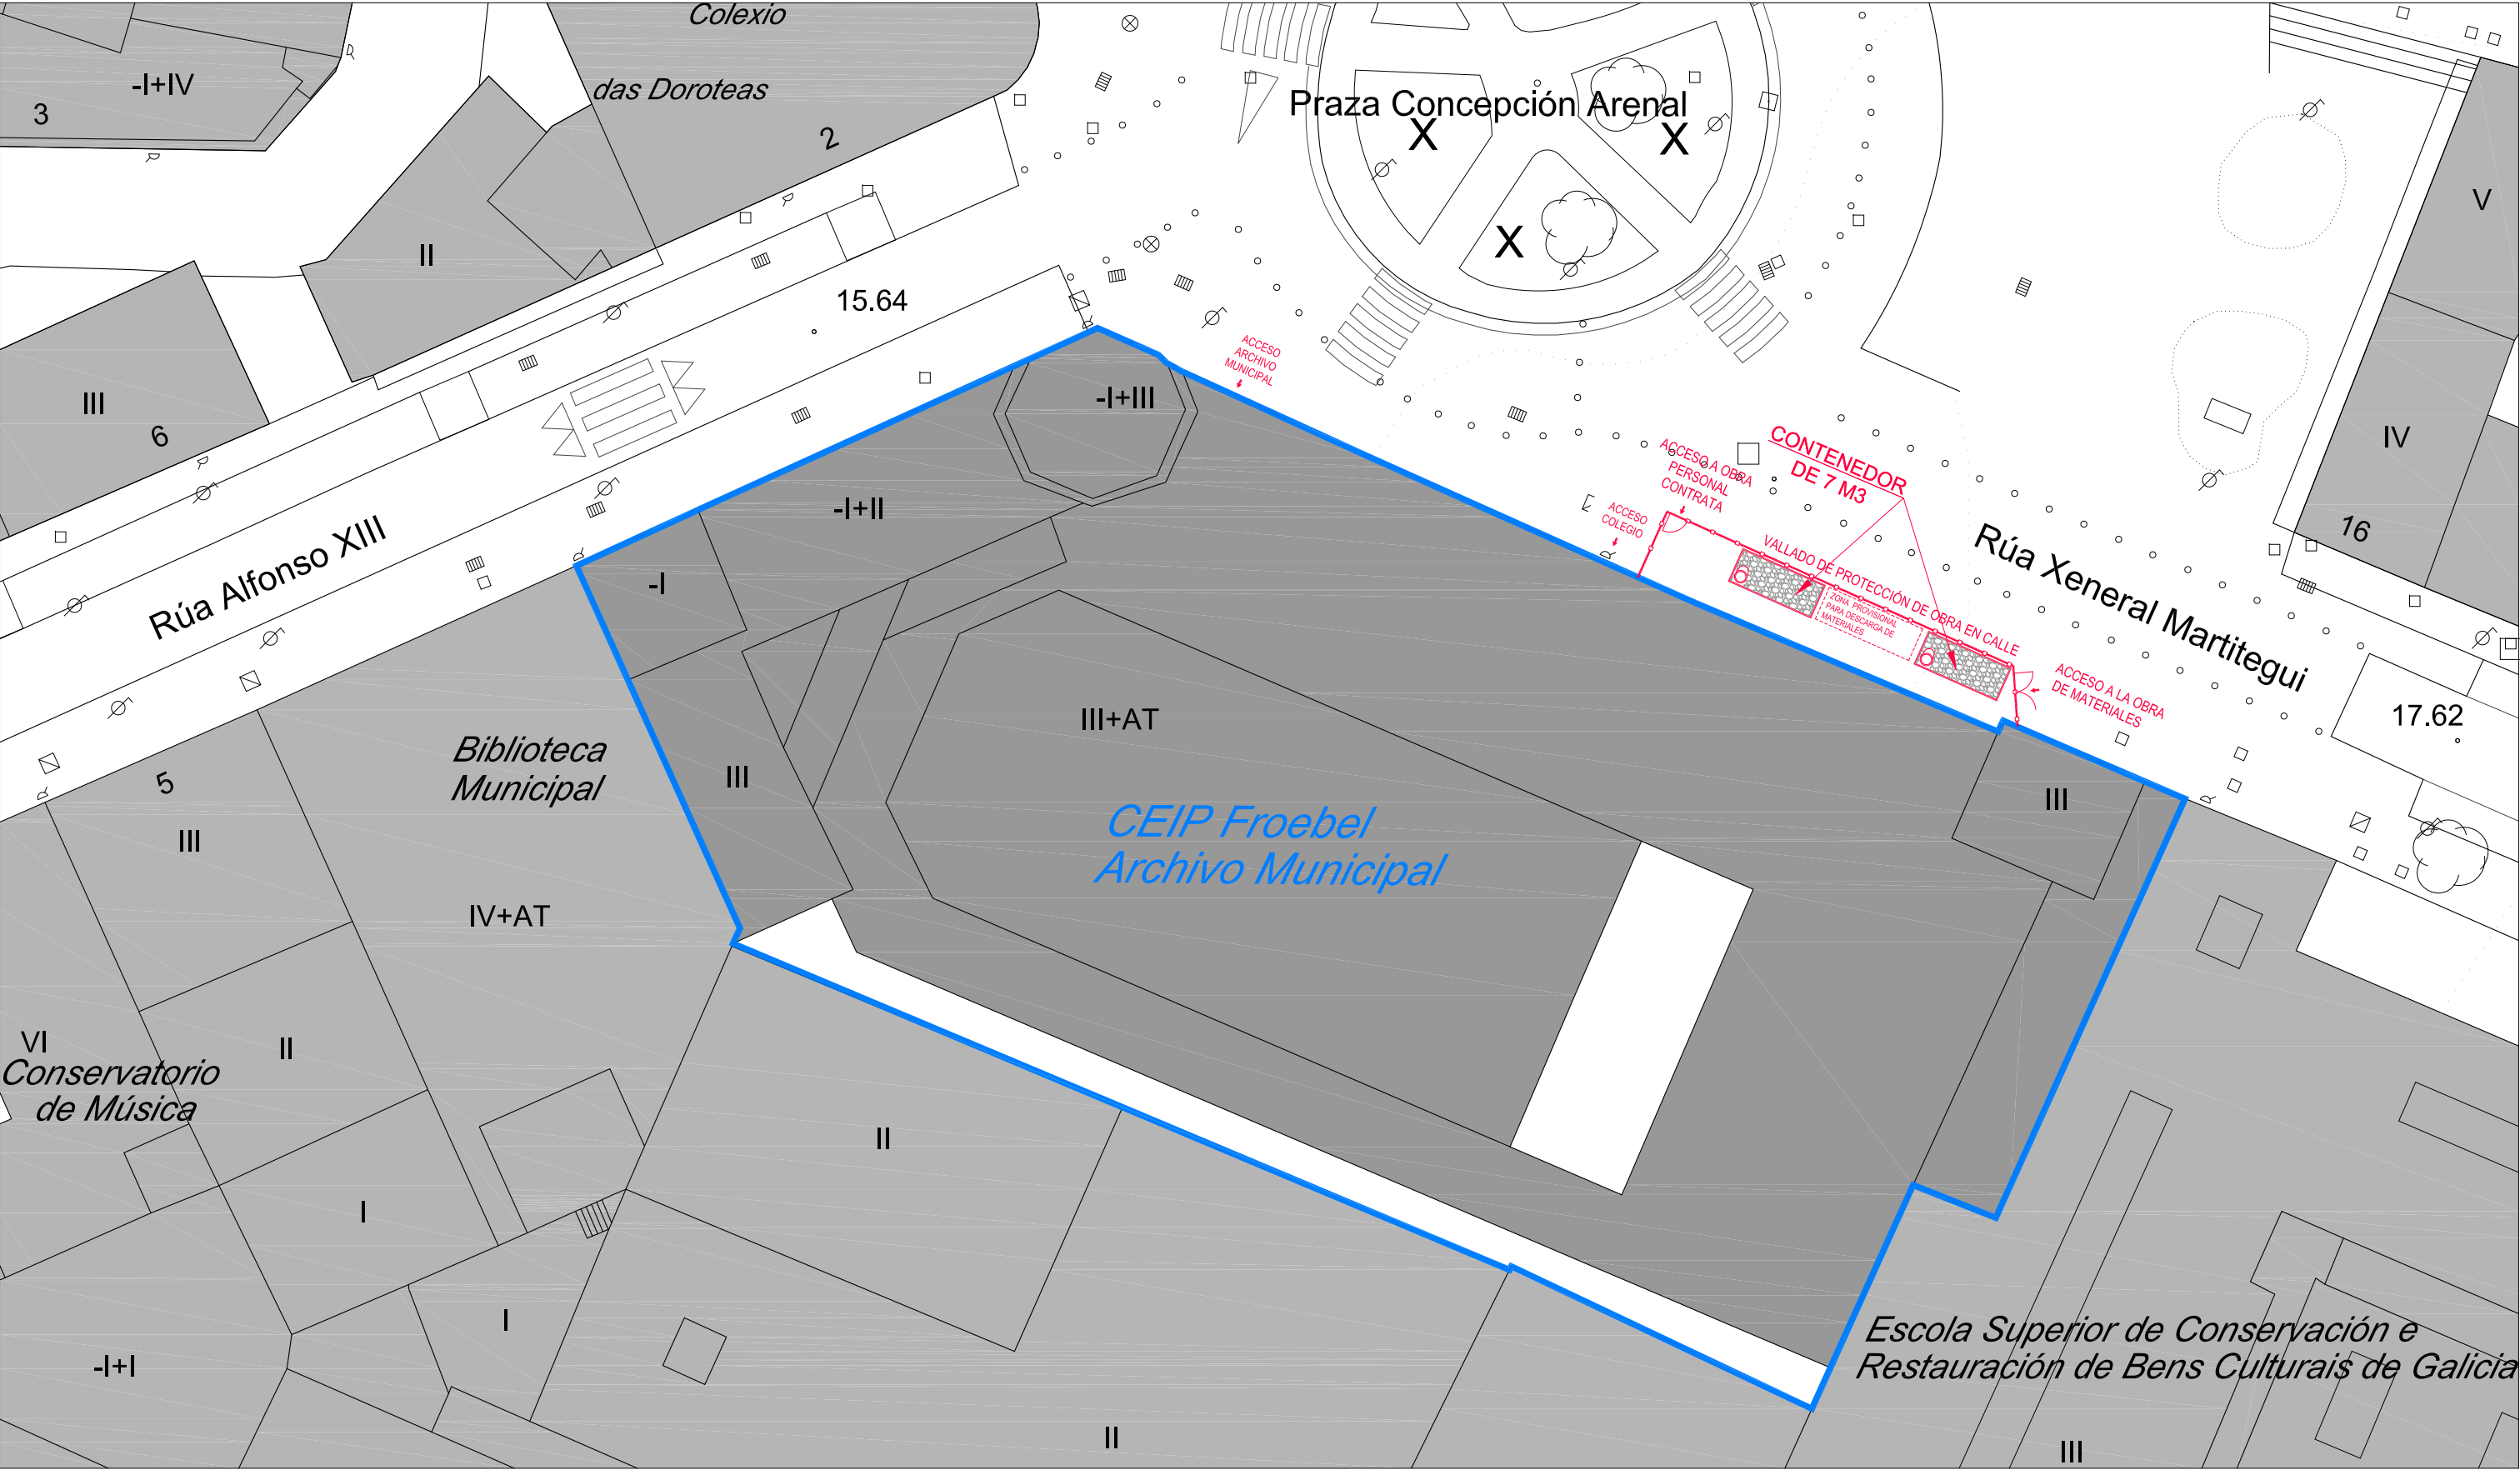 Colexio
das Doroteas
2
-I+IV
3
Praza Concepción Arenal
X
X
X
V
II
15.64
III
6
-I+III
ACCESO
ARCHIVO
MUNICIPAL
IV
16
ACCESO A OBRA
PERSONAL
CONTRATA
CONTENEDOR
DE 7 M3
ACCESO
COLEGIO
VALLADO DE PROTECCIÓN DE OBRA EN CALLE
ZONA PROVISIONAL
PARA DESCARGA DE
MATERIALES
ACCESO A LA OBRA
DE MATERIALES
Rúa Xeneral Martitegui
17.62
Rúa Alfonso XIII
-I+II
-I
III+AT
III
III
Biblioteca
Municipal
CEIP Froebel
Archivo Municipal
5
III
IV+AT
VI
Conservatorio
de Música
II
II
I
I
-I+I
II
Escola Superior de Conservación e
Restauración de Bens Culturais de Galicia
III